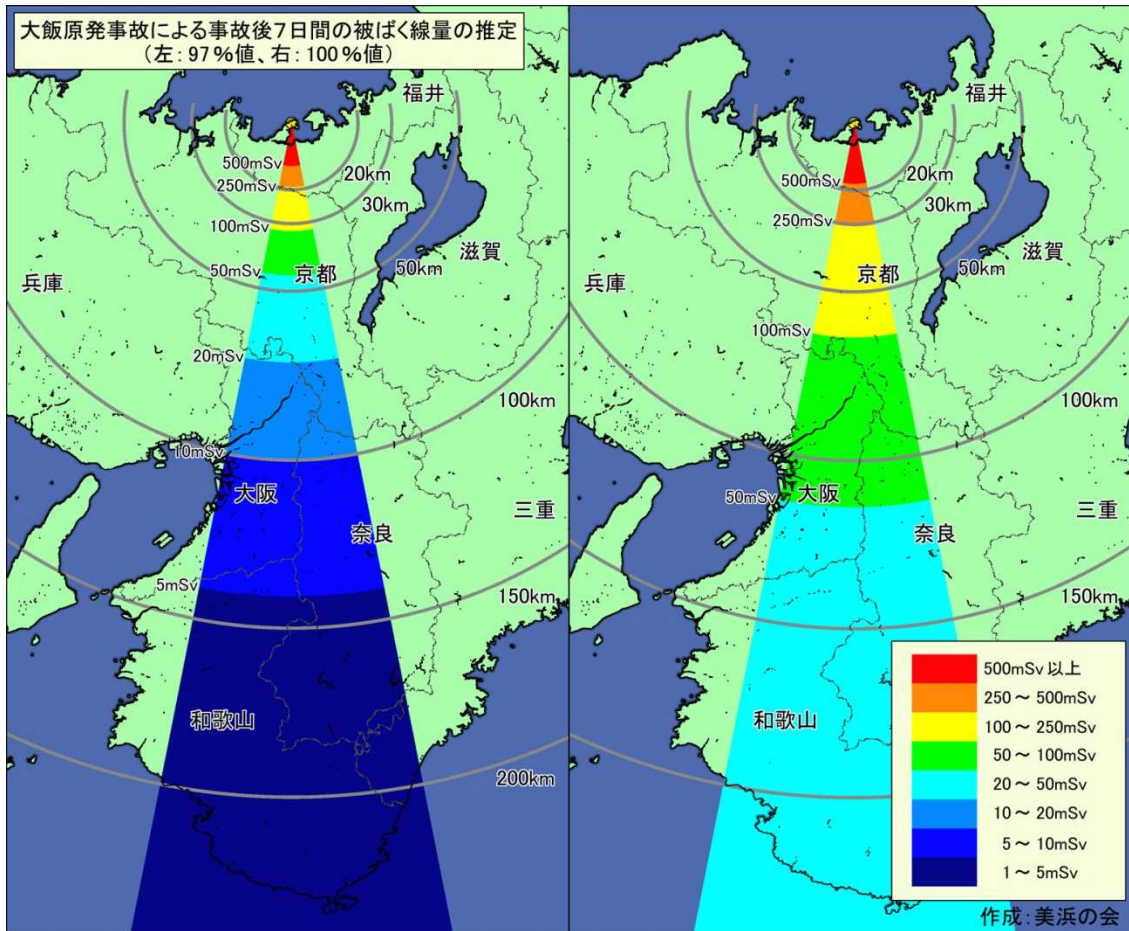 大飯原発事故による事故後7日間の被ばく線量の推定
(左: 97%値、右: 100%値)
福井
500mSv
20km
250mSv
30km
100mSv
滋賀
50km
50mSv
京都
兵庫
20mSv
100km
10mSv
大阪
三重
奈良
5mSv
150km
和歌山
200km
福井
20km
500mSv
30km
250mSv
滋賀
50km
京都
兵庫
100mSv
100km
50mSv
大阪
三重
奈良
150km
和歌山
500mSv 以上
250~500mSv
100~250mSv
50~100mSv
20~50mSv
10~20mSv
5~10mSv
1~5mSv
作成:美浜の会